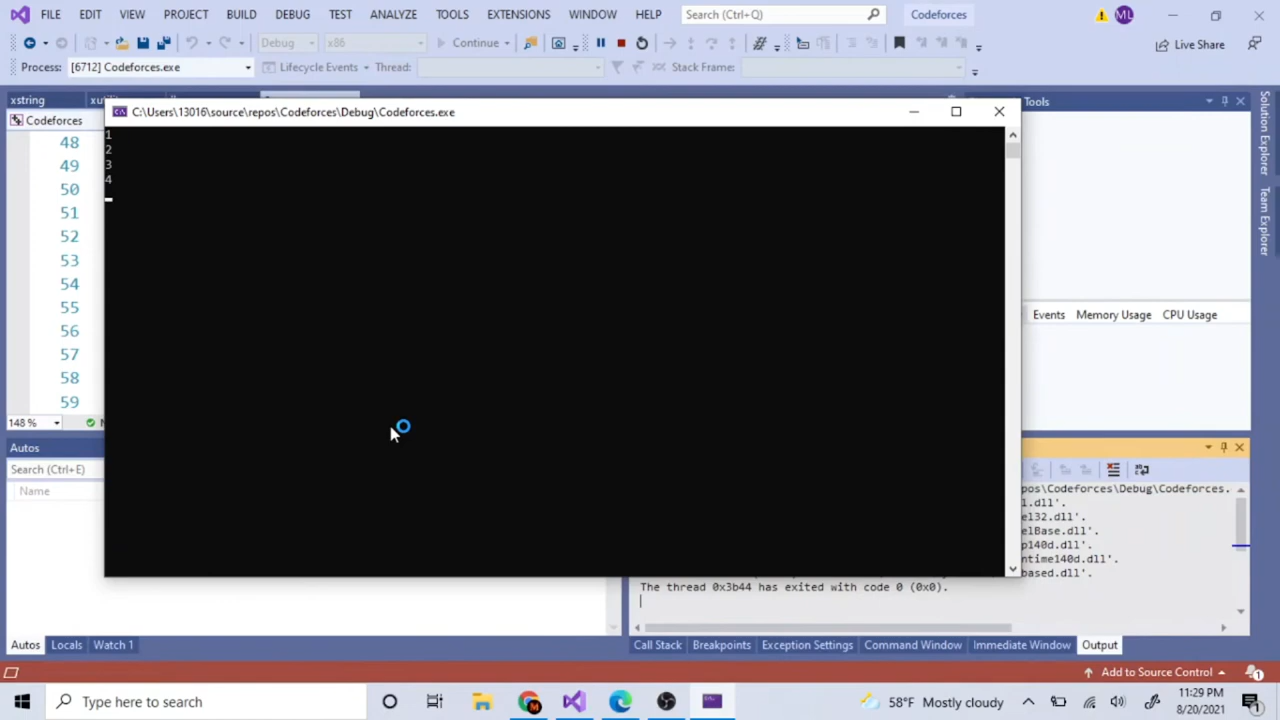 FILE EDIT VIEW PROJECT BUILD DEBUG TEST ANALYZE TOOLS EXTENSIONS WINDOW HELP Search (Ctrl+Q) Codeforces ML
Debug x86 Continue Live Share
Process: [6712] Codeforces.exe Lifecycle Events Thread: Stack Frame:
xstring
Tools
C:\Users\13016\source\repos\Codeforces\Debug\Codeforces.exe
Codeforces
1
2
3
4
48
49
50
51
52
53
54
55
56
57
58
59
148 %
Solution Explorer
Team Explorer
Events Memory Usage CPU Usage
Autos
Search (Ctrl+E)
Name
pos\Codeforces\Debug\Codeforces.
l.dll'.
el32.dll'.
elBase.dll'.
p140d.dll'.
ntime140d.dll'.
based.dll'.
The thread 0x3b44 has exited with code 0 (0x0).
Autos Locals Watch 1
Call Stack Breakpoints Exception Settings Command Window Immediate Window Output
Add to Source Control 1
Type here to search
58°F Mostly cloudy
11:29 PM
8/20/2021
1